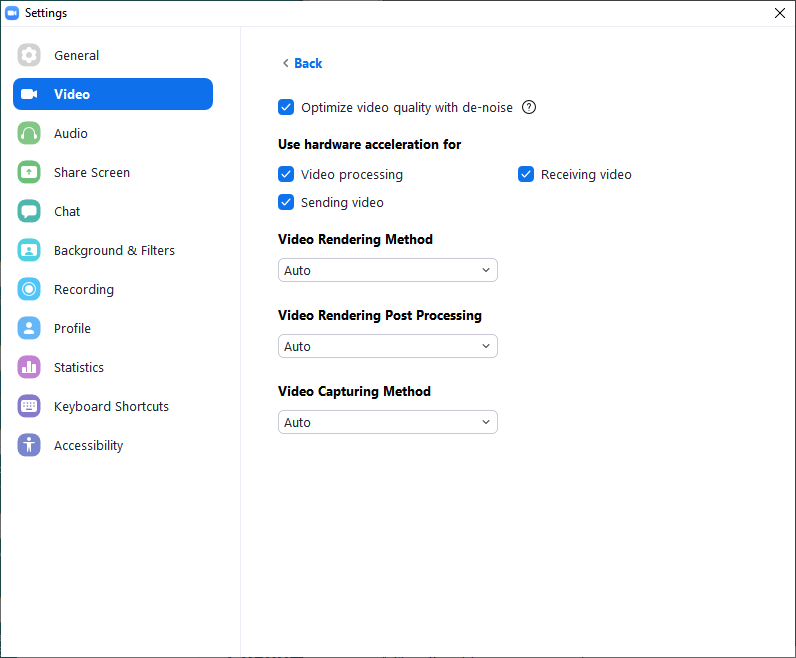 Settings
General
Video
Audio
Share Screen
Chat
Background & Filters
Recording
Profile
Statistics
Keyboard Shortcuts
Accessibility
Back
Optimize video quality with de-noise
Use hardware acceleration for
Video processing Receiving video
Sending video
Video Rendering Method
Auto
Video Rendering Post Processing
Auto
Video Capturing Method
Auto